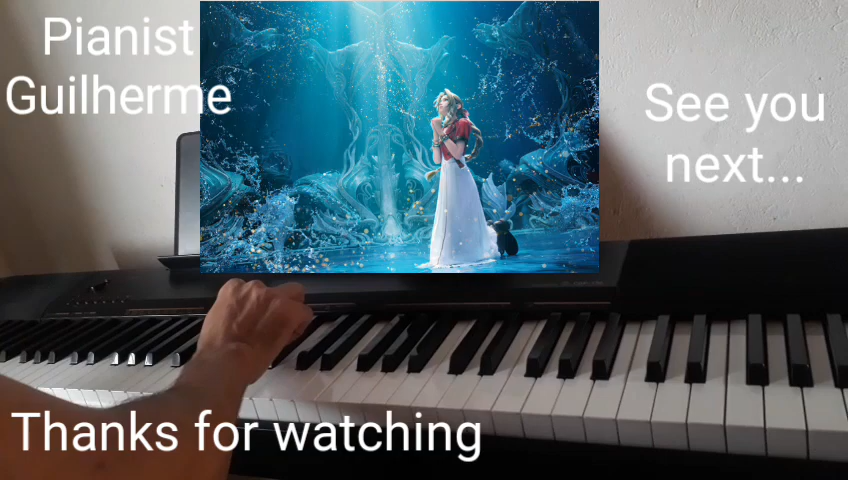 Pianist
Guilherme
See you
next...
Thanks for watching